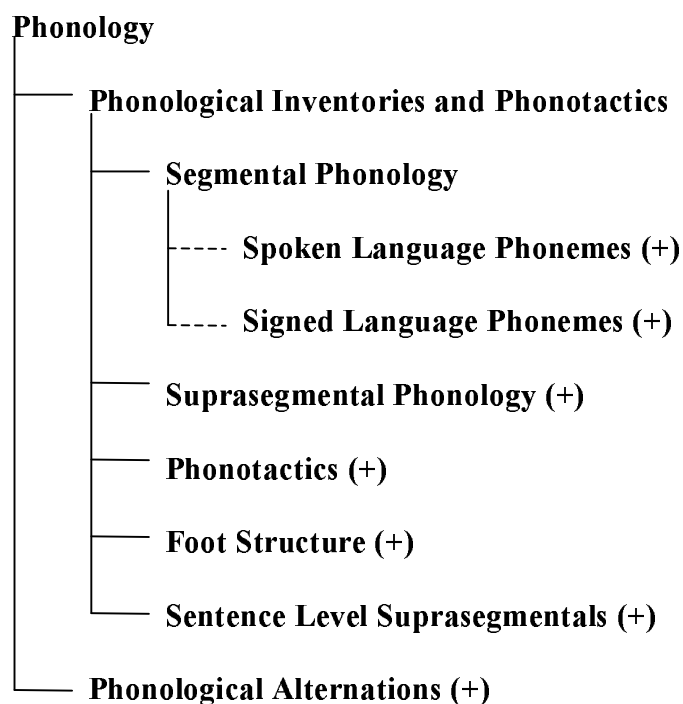 Phonology
Phonological Inventories and Phonotactics
Segmental Phonology
Spoken Language Phonemes (+)
Signed Language Phonemes (+)
Suprasegmental Phonology (+)
Phonotactics (+)
Foot Structure (+)
Sentence Level Suprasegmentals (+)
Phonological Alternations (+)